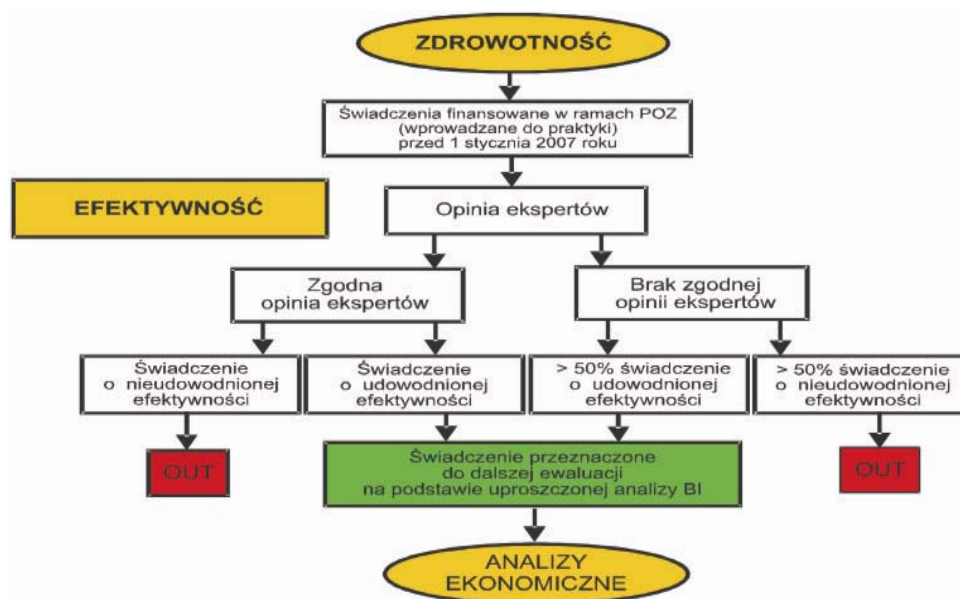 ZDROWOTNOŚĆ
Świadczenia finansowane w ramach POZ
(wprowadzane do praktyki)
przed 1 stycznia 2007 roku
EFEKTYWNOŚĆ
Opinia ekspertów
Zgodna
opinia ekspertów
Brak zgodnej
opinii ekspertów
Świadczenie
o nieudowodnionej
efektywności
Świadczenie
o udowodnionej
efektywności
> 50% świadczenie
o udowodnionej
efektywności
> 50% świadczenie
o nieudowodnionej
efektywności
OUT
Świadczenie przeznaczone
do dalszej ewaluacji
na podstawie uproszczonej analizy BI
OUT
ANALIZY
EKONOMICZNE